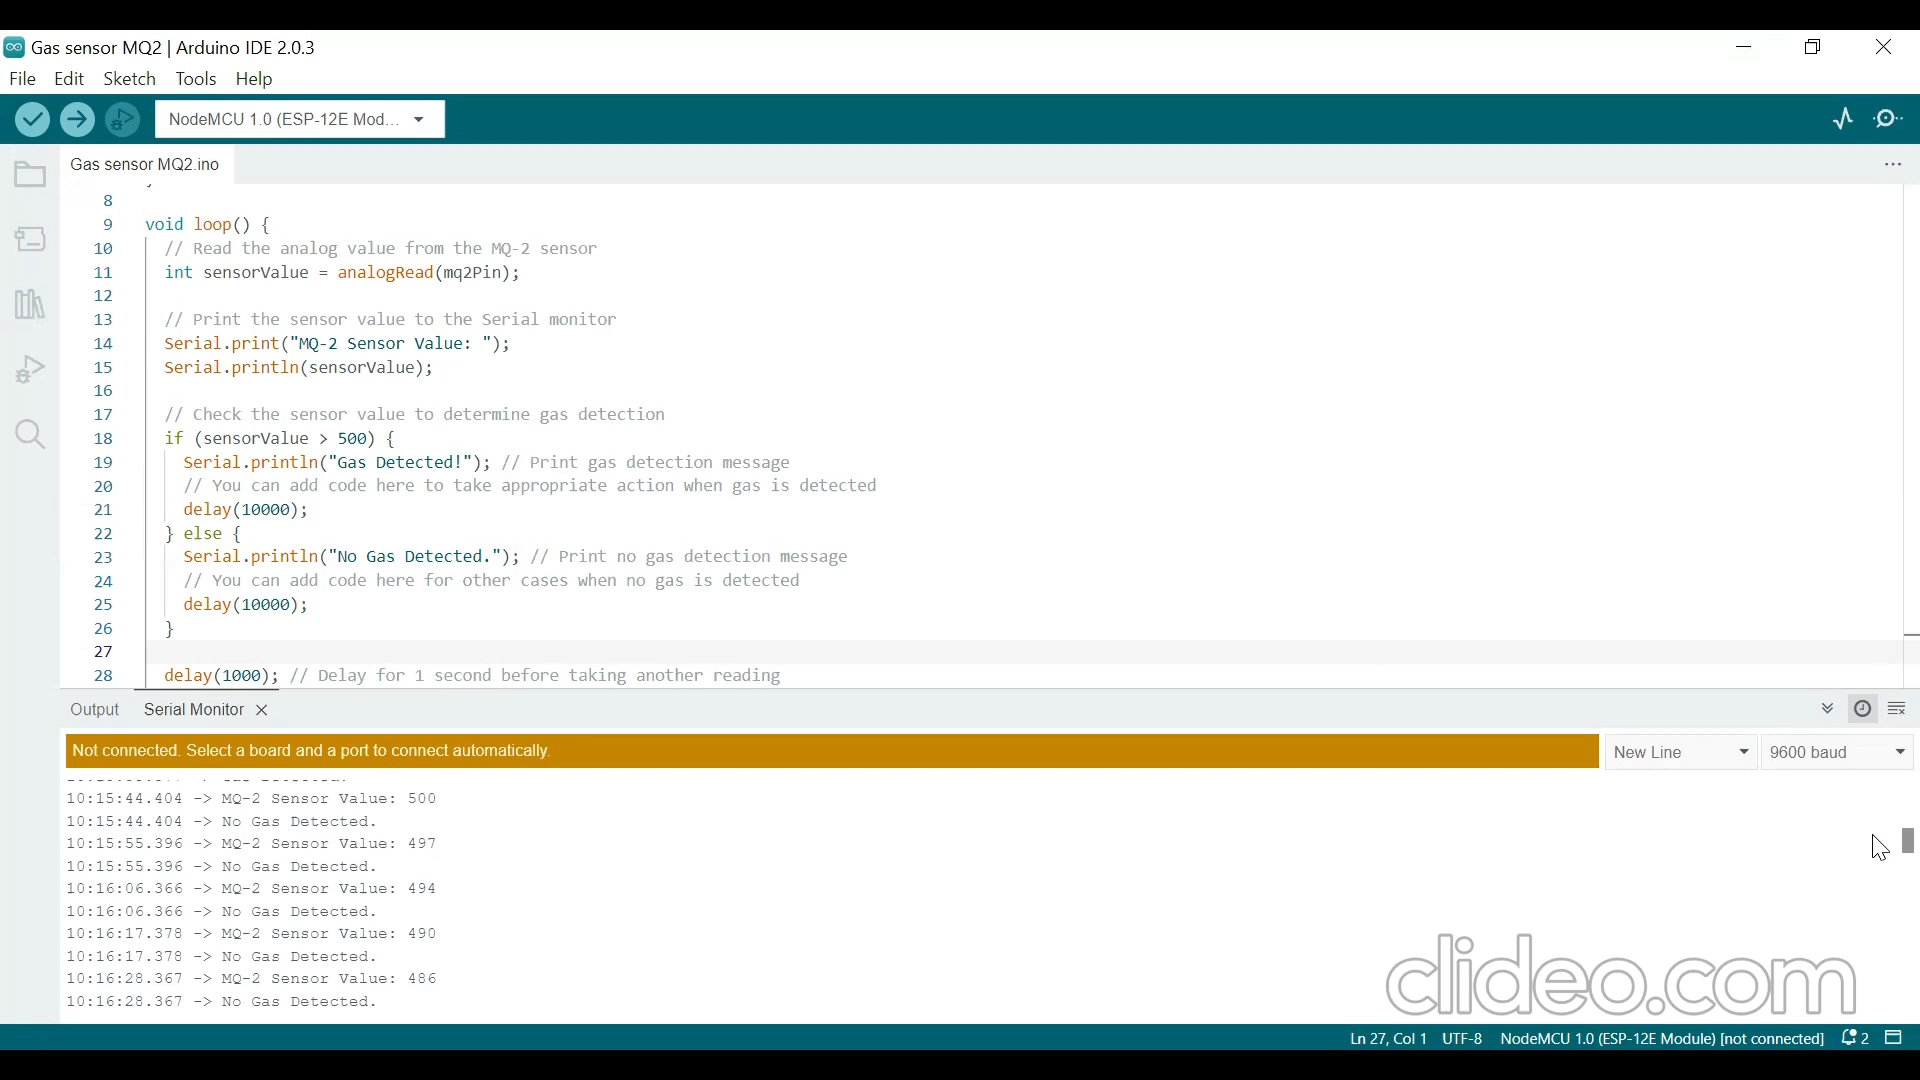 Gas sensor MQ2 | Arduino IDE 2.0.3
File Edit Sketch Tools Help
NodeMCU 1.0 (ESP-12E Mod...
Gas sensor MQ2.ino
8
9 void loop() {
10 // Read the analog value from the MQ-2 sensor
11 int sensorValue = analogRead(mq2Pin);
12
13 // Print the sensor value to the Serial monitor
14 Serial.print("MQ-2 Sensor Value: ");
15 Serial.println(sensorValue);
16
17 // Check the sensor value to determine gas detection
18 if (sensorValue > 500) {
19 Serial.println("Gas Detected!"); // Print gas detection message
20 // You can add code here to take appropriate action when gas is detected
21 delay(10000);
22 } else {
23 Serial.println("No Gas Detected."); // Print no gas detection message
24 // You can add code here for other cases when no gas is detected
25 delay(10000);
26 }
27
28 delay(1000); // Delay for 1 second before taking another reading
Output Serial Monitor
Not connected. Select a board and a port to connect automatically.
New Line 9600 baud
10:15:44.404 -> MQ-2 Sensor Value: 500
10:15:44.404 -> No Gas Detected.
10:15:55.396 -> MQ-2 Sensor Value: 497
10:15:55.396 -> No Gas Detected.
10:16:06.366 -> MQ-2 Sensor Value: 494
10:16:06.366 -> No Gas Detected.
10:16:17.378 -> MQ-2 Sensor Value: 490
10:16:17.378 -> No Gas Detected.
10:16:28.367 -> MQ-2 Sensor Value: 486
10:16:28.367 -> No Gas Detected.
clideo.com
Ln 27, Col 1 UTF-8 NodeMCU 1.0 (ESP-12E Module) [not connected] 2